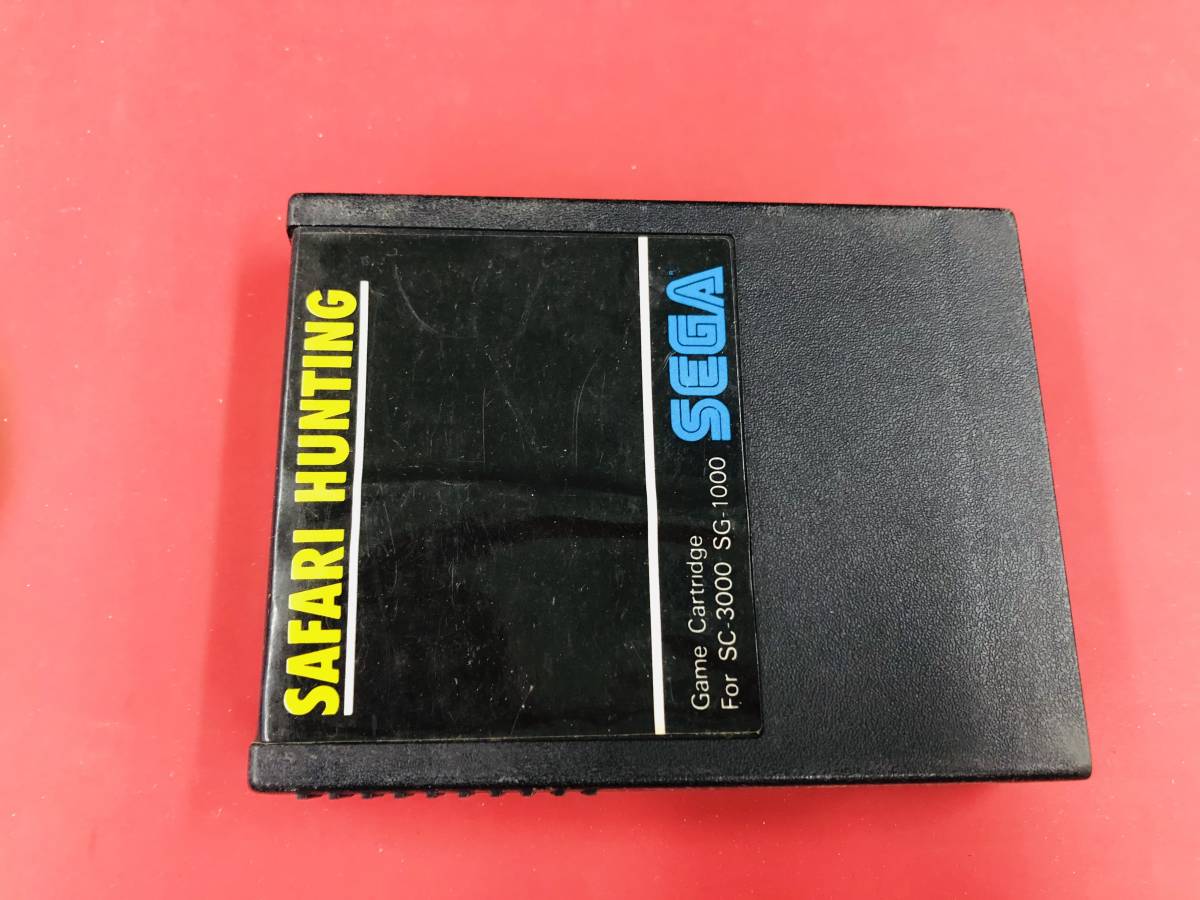 SAFARI HUNTING
Game Cartridge
For SC-3000 SG-1000
SEGA®